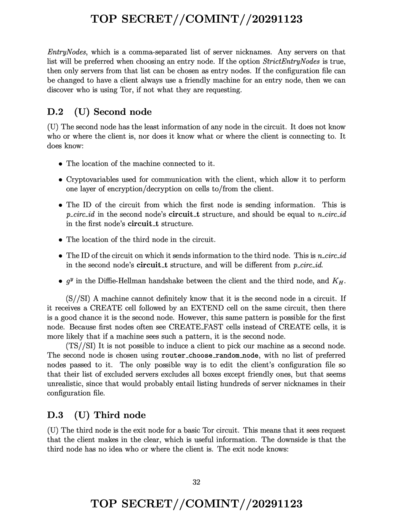 TOP SECRET//COMINT//20291123
EntryNodes, which is a comma-separated list of server nicknames. Any servers on that
list will be preferred when choosing an entry node. If the option StrictEntryNodes is true,
then only servers from that list can be chosen as entry nodes. If the configuration file can
be changed to have a client always use a friendly machine for an entry node, then we can
discover who is using Tor, if not what they are requesting.
D.2 (U) Second node
(U) The second node has the least information of any node in the circuit. It does not know
who or where the client is, nor does it know what or where the client is connecting to. It
does know:
• The location of the machine connected to it.
• Cryptovariables used for communication with the client, which allow it to perform
one layer of encryption/decryption on cells to/from the client.
• The ID of the circuit from which the first node is sending information. This is
p_circ_id in the second node's circuit_t structure, and should be equal to n_circ_id
in the first node's circuit_t structure.
• The location of the third node in the circuit.
• The ID of the circuit on which it sends information to the third node. This is n_circ_id
in the second node's circuit_t structure, and will be different from p_circ_id.
• g^y in the Diffie-Hellman handshake between the client and the third node, and K_H.
(S//SI) A machine cannot definitely know that it is the second node in a circuit. If
it receives a CREATE cell followed by an EXTEND cell on the same circuit, then there
is a good chance it is the second node. However, this same pattern is possible for the first
node. Because first nodes often see CREATE_FAST cells instead of CREATE cells, it is
more likely that if a machine sees such a pattern, it is the second node.
(TS//SI) It is not possible to induce a client to pick our machine as a second node.
The second node is chosen using router_choose_random_node, with no list of preferred
nodes passed to it. The only possible way is to edit the client's configuration file so
that their list of excluded servers excludes all boxes except friendly ones, but that seems
unrealistic, since that would probably entail listing hundreds of server nicknames in their
configuration file.
D.3 (U) Third node
(U) The third node is the exit node for a basic Tor circuit. This means that it sees request
that the client makes in the clear, which is useful information. The downside is that the
third node has no idea who or where the client is. The exit node knows:
32
TOP SECRET//COMINT//20291123